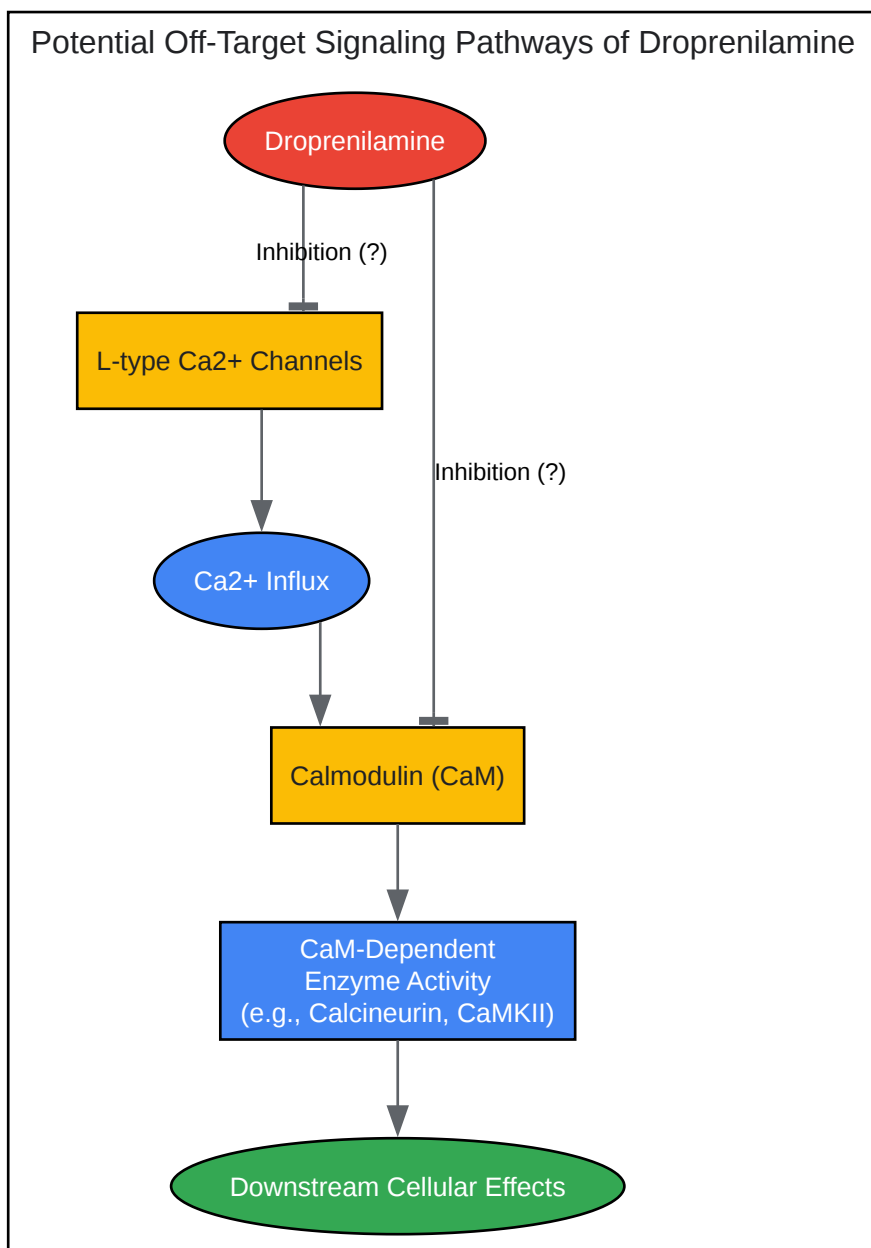 Potential Off-Target Signaling Pathways of Droprenilamine
Droprenilamine
Inhibition (?)
L-type Ca2+ Channels
Inhibition (?)
Ca2+ Influx
Calmodulin (CaM)
CaM-Dependent
Enzyme Activity
(e.g., Calcineurin, CaMKII)
Downstream Cellular Effects